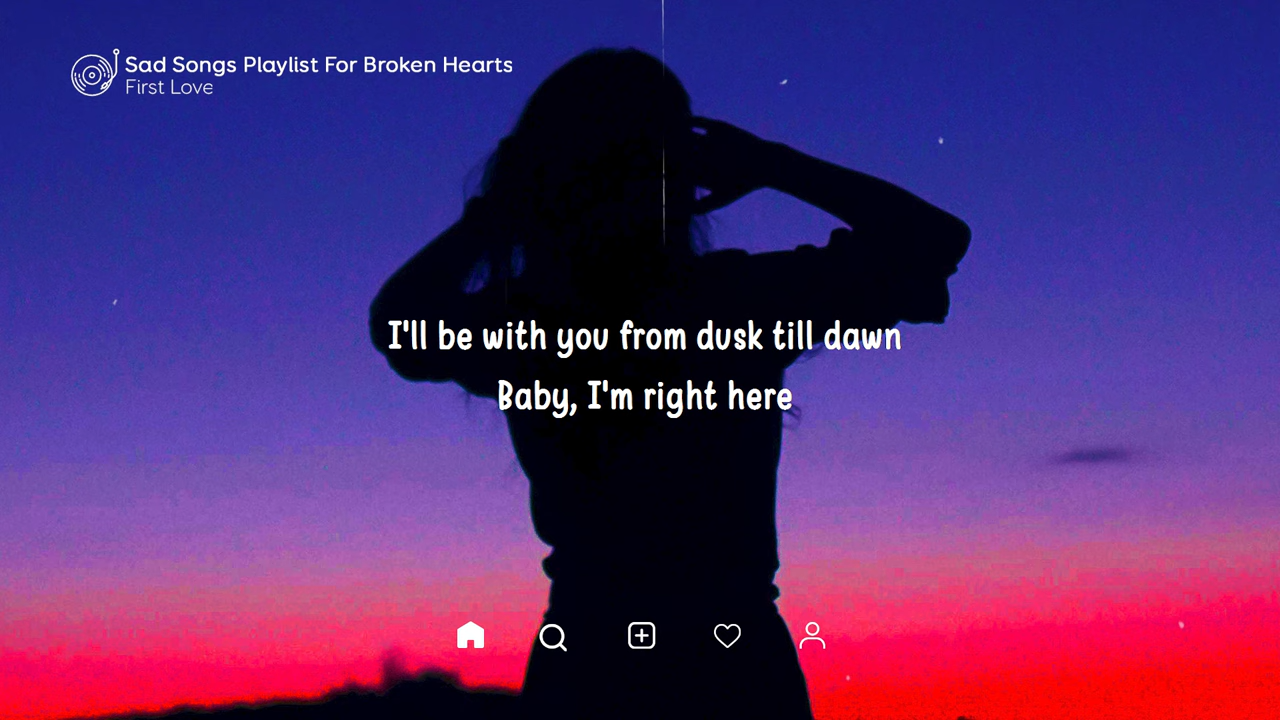 Sad Songs Playlist For Broken Hearts
First Love
I'll be with you from dusk till dawn
Baby, I'm right here